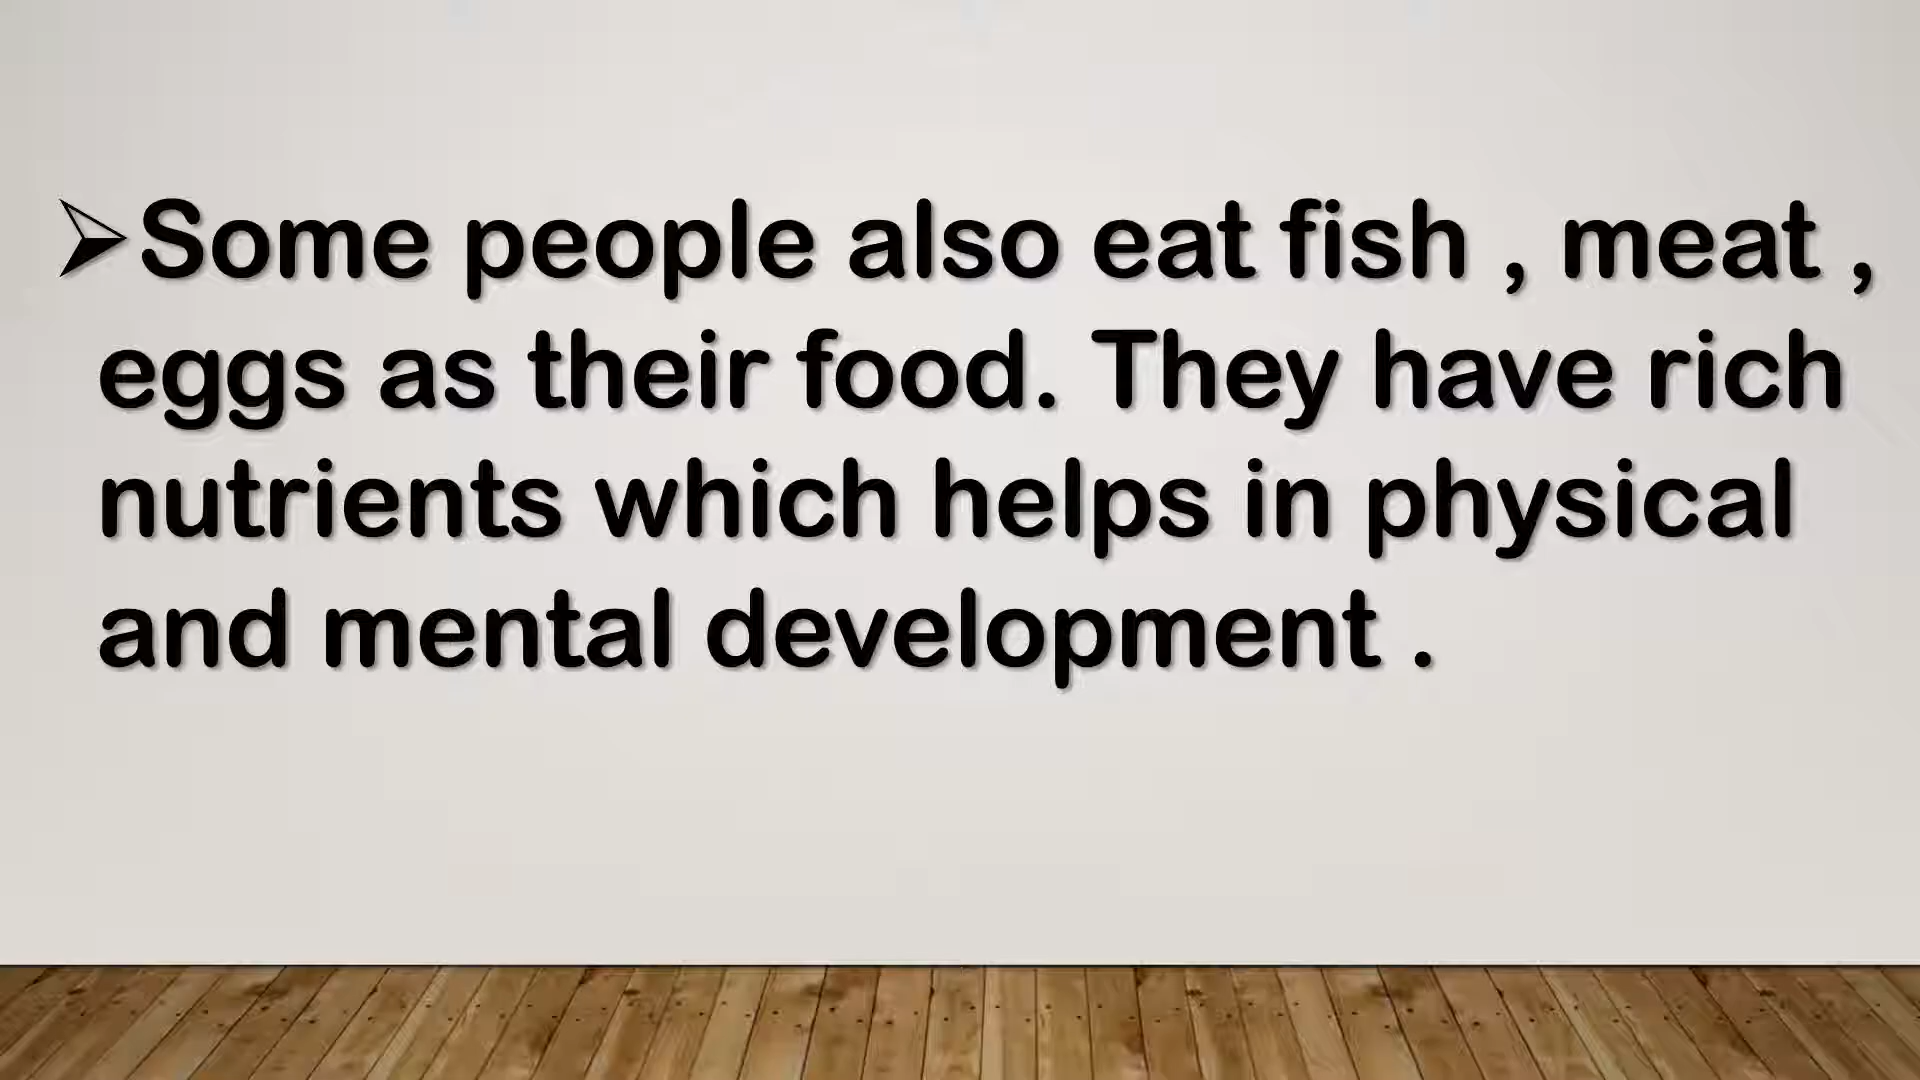 ➢Some people also eat fish , meat ,
eggs as their food. They have rich
nutrients which helps in physical
and mental development .